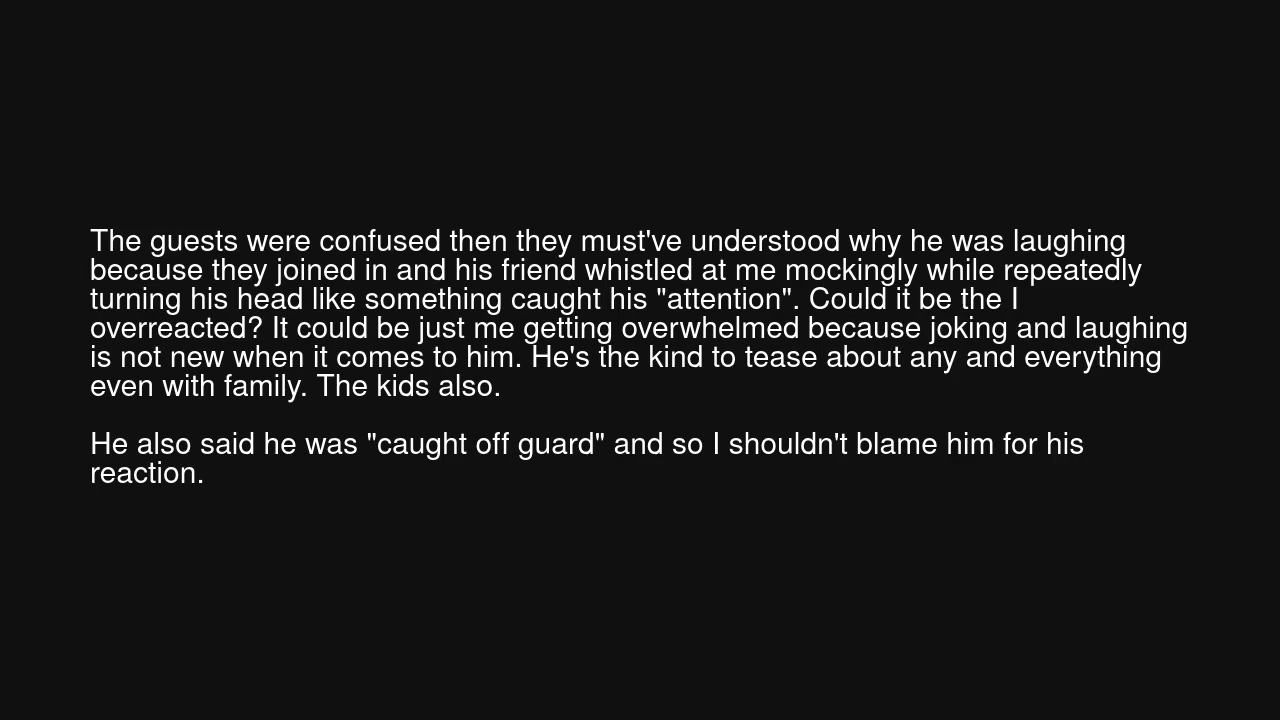 The guests were confused then they must've understood why he was laughing
because they joined in and his friend whistled at me mockingly while repeatedly
turning his head like something caught his "attention". Could it be the I
overreacted? It could be just me getting overwhelmed because joking and laughing
is not new when it comes to him. He's the kind to tease about any and everything
even with family. The kids also.
He also said he was "caught off guard" and so I shouldn't blame him for his
reaction.